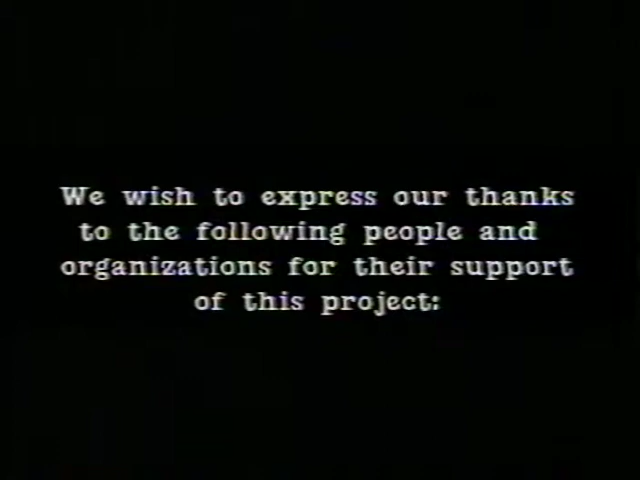 We wish to express our thanks
to the following people and
organizations for their support
of this project: